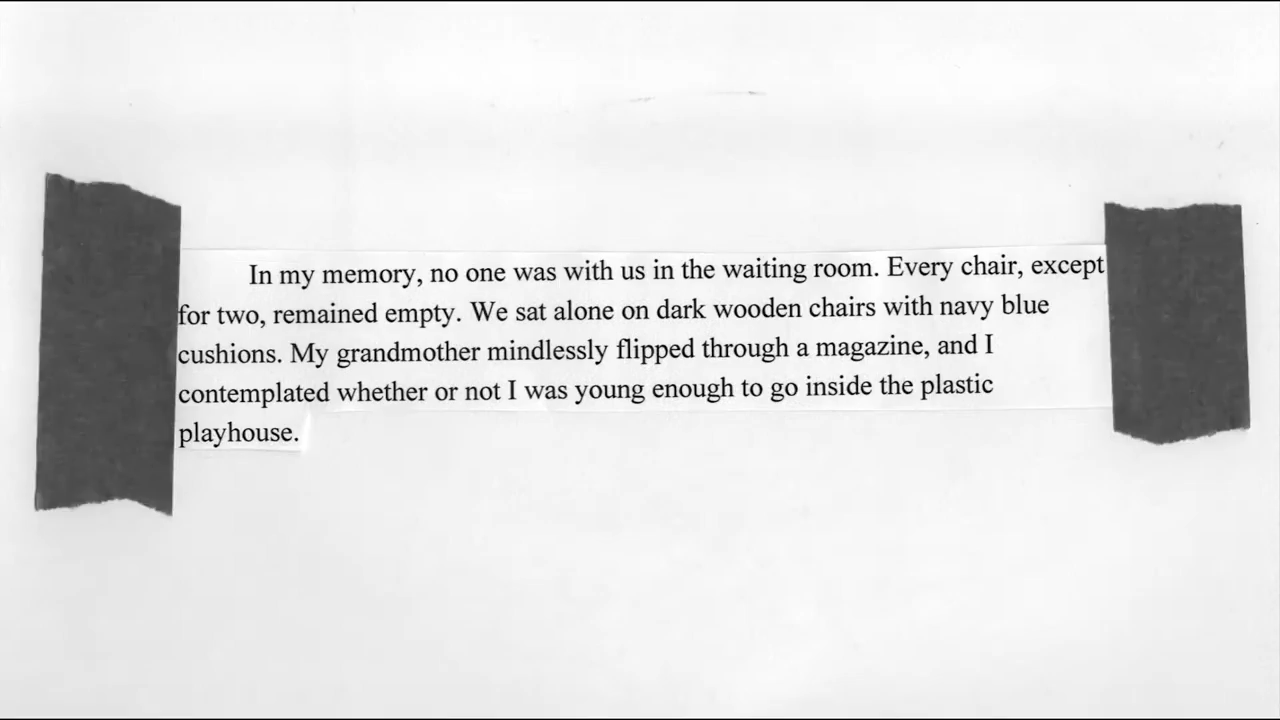 In my memory, no one was with us in the waiting room. Every chair, except
for two, remained empty. We sat alone on dark wooden chairs with navy blue
cushions. My grandmother mindlessly flipped through a magazine, and I
contemplated whether or not I was young enough to go inside the plastic
playhouse.